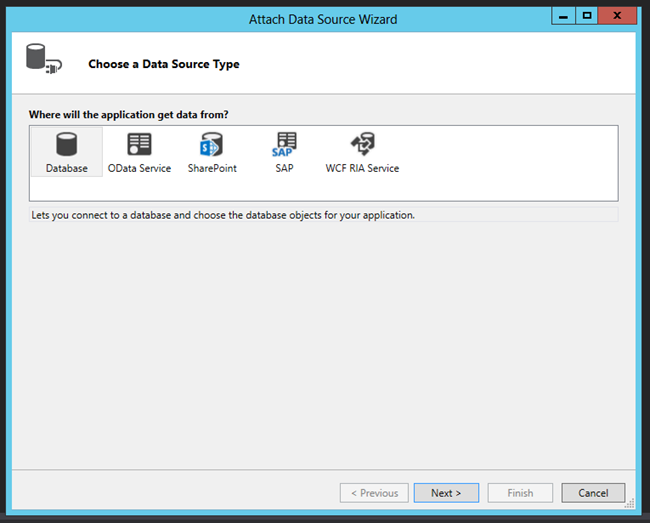 Attach Data Source Wizard
Choose a Data Source Type
Where will the application get data from?
SAP
Database OData Service SharePoint SAP WCF RIA Service
Lets you connect to a database and choose the database objects for your application.
< Previous Next > Finish Cancel